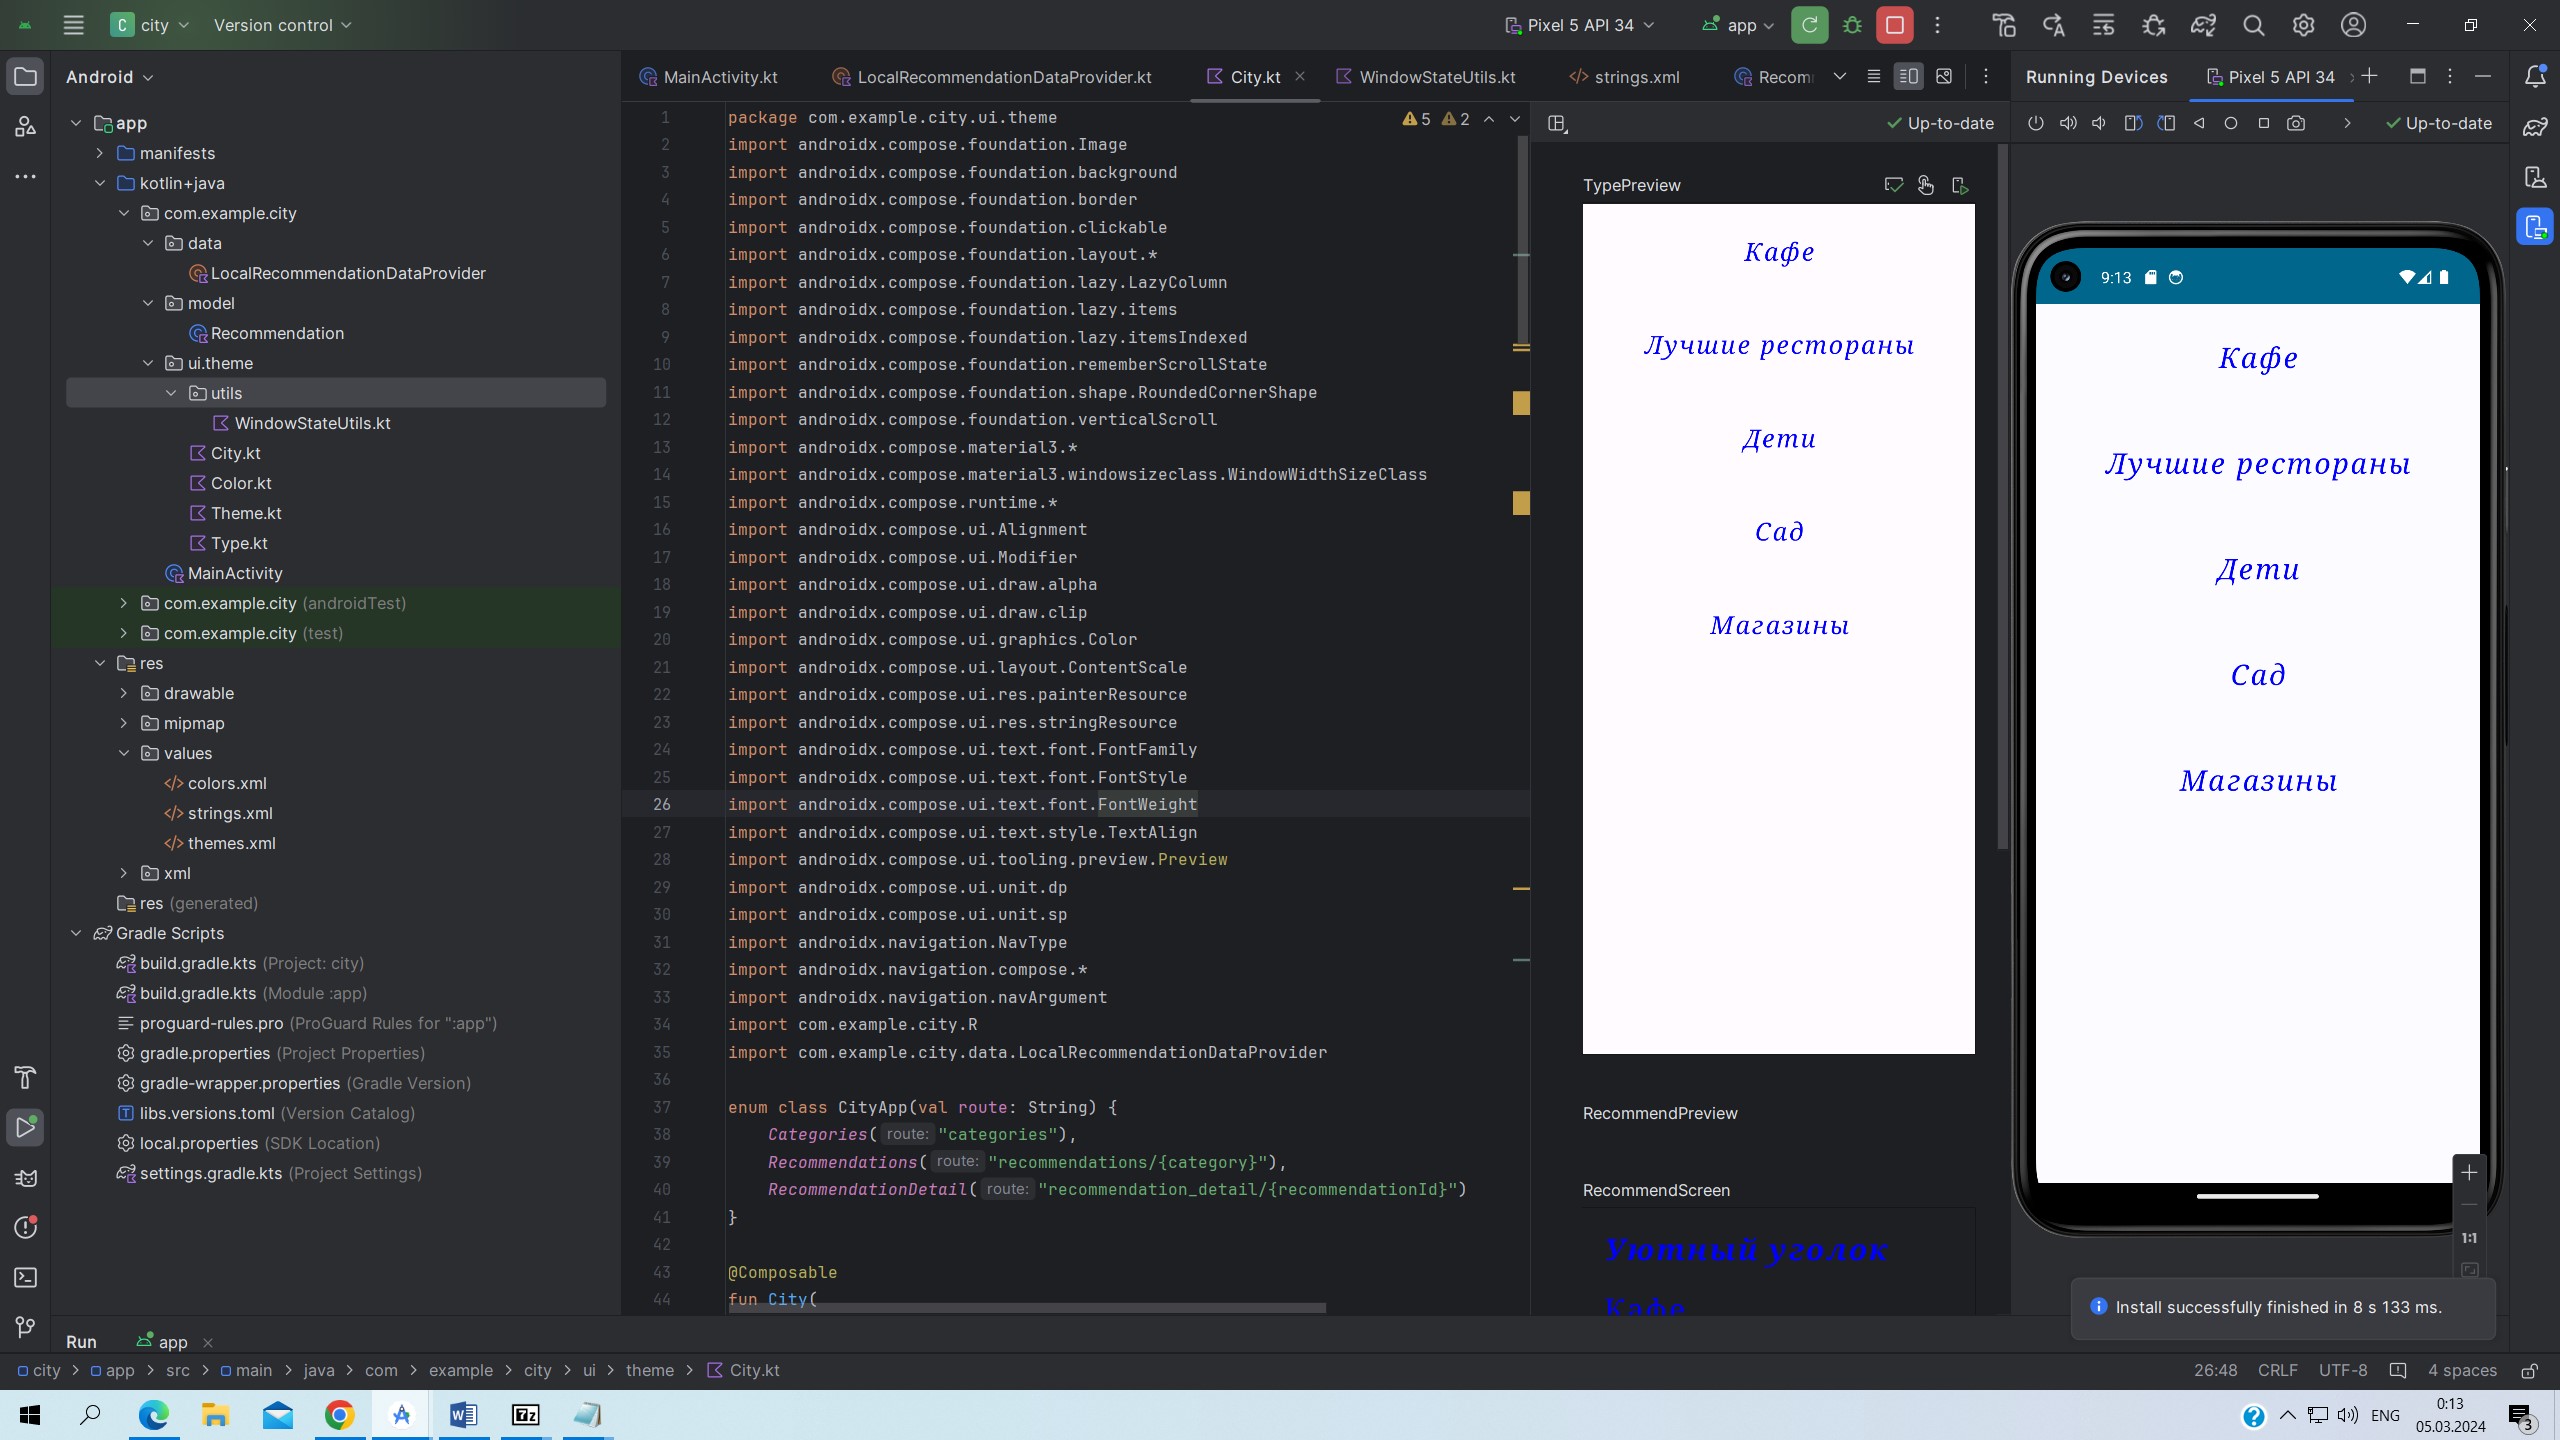 city
Version control
Pixel 5 API 34
app
Android
MainActivity.kt
LocalRecommendationDataProvider.kt
City.kt
WindowStateUtils.kt
strings.xml
Running Devices
Pixel 5 API 34
app
manifests
kotlin+java
com.example.city
data
LocalRecommendationDataProvider
model
Recommendation
ui.theme
utils
WindowStateUtils.kt
City.kt
Color.kt
Theme.kt
Type.kt
MainActivity
com.example.city (androidTest)
com.example.city (test)
res
drawable
mipmap
values
colors.xml
strings.xml
themes.xml
xml
res (generated)
Gradle Scripts
build.gradle.kts (Project: city)
build.gradle.kts (Module :app)
proguard-rules.pro (ProGuard Rules for ":app")
gradle.properties (Project Properties)
gradle-wrapper.properties (Gradle Version)
libs.versions.toml (Version Catalog)
local.properties (SDK Location)
settings.gradle.kts (Project Settings)
5 2
1 package com.example.city.ui.theme
2 import androidx.compose.foundation.Image
3 import androidx.compose.foundation.background
4 import androidx.compose.foundation.border
5 import androidx.compose.foundation.clickable
6 import androidx.compose.foundation.layout.*
7 import androidx.compose.foundation.lazy.LazyColumn
8 import androidx.compose.foundation.lazy.items
9 import androidx.compose.foundation.lazy.itemsIndexed
10 import androidx.compose.foundation.rememberScrollState
11 import androidx.compose.foundation.shape.RoundedCornerShape
12 import androidx.compose.foundation.verticalScroll
13 import androidx.compose.material3.*
14 import androidx.compose.material3.windowsizeclass.WindowWidthSizeClass
15 import androidx.compose.runtime.*
16 import androidx.compose.ui.Alignment
17 import androidx.compose.ui.Modifier
18 import androidx.compose.ui.draw.alpha
19 import androidx.compose.ui.draw.clip
20 import androidx.compose.ui.graphics.Color
21 import androidx.compose.ui.layout.ContentScale
22 import androidx.compose.ui.res.painterResource
23 import androidx.compose.ui.res.stringResource
24 import androidx.compose.ui.text.font.FontFamily
25 import androidx.compose.ui.text.font.FontStyle
26 import androidx.compose.ui.text.font.FontWeight
27 import androidx.compose.ui.text.style.TextAlign
28 import androidx.compose.ui.tooling.preview.Preview
29 import androidx.compose.ui.unit.dp
30 import androidx.compose.ui.unit.sp
31 import androidx.navigation.NavType
32 import androidx.navigation.compose.*
33 import androidx.navigation.navArgument
34 import com.example.city.R
35 import com.example.city.data.LocalRecommendationDataProvider
36
37 enum class CityApp(val route: String) {
38 Categories( route: "categories"),
39 Recommendations( route: "recommendations/{category}"),
40 RecommendationDetail( route: "recommendation_detail/{recommendationId}")
41 }
42
43 @Composable
44 fun City(
Up-to-date
TypePreview
Кафе
Лучшие рестораны
Дети
Сад
Магазины
RecommendPreview
RecommendScreen
Уютный уголок
Кафе
Up-to-date
9:13
Кафе
Лучшие рестораны
Дети
Сад
Магазины
1:1
Install successfully finished in 8 s 133 ms.
Run
app
city > app > src > main > java > com > example > city > ui > theme > City.kt
26:48 CRLF UTF-8 4 spaces
ENG
0:13
05.03.2024
3